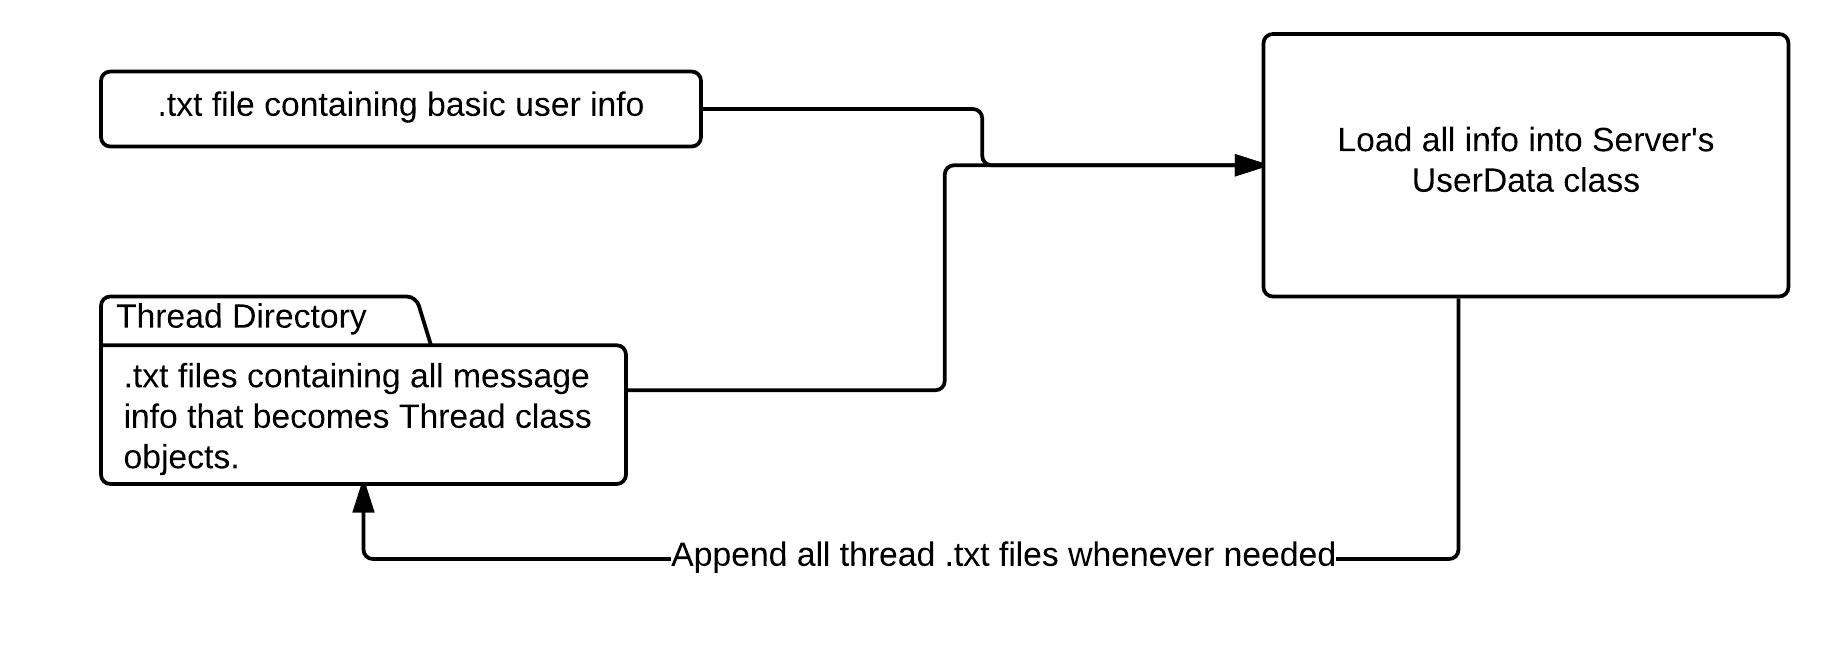 .txt file containing basic user info
Load all info into Server's
UserData class
Thread Directory
.txt files containing all message
info that becomes Thread class
objects.
Append all thread .txt files whenever needed